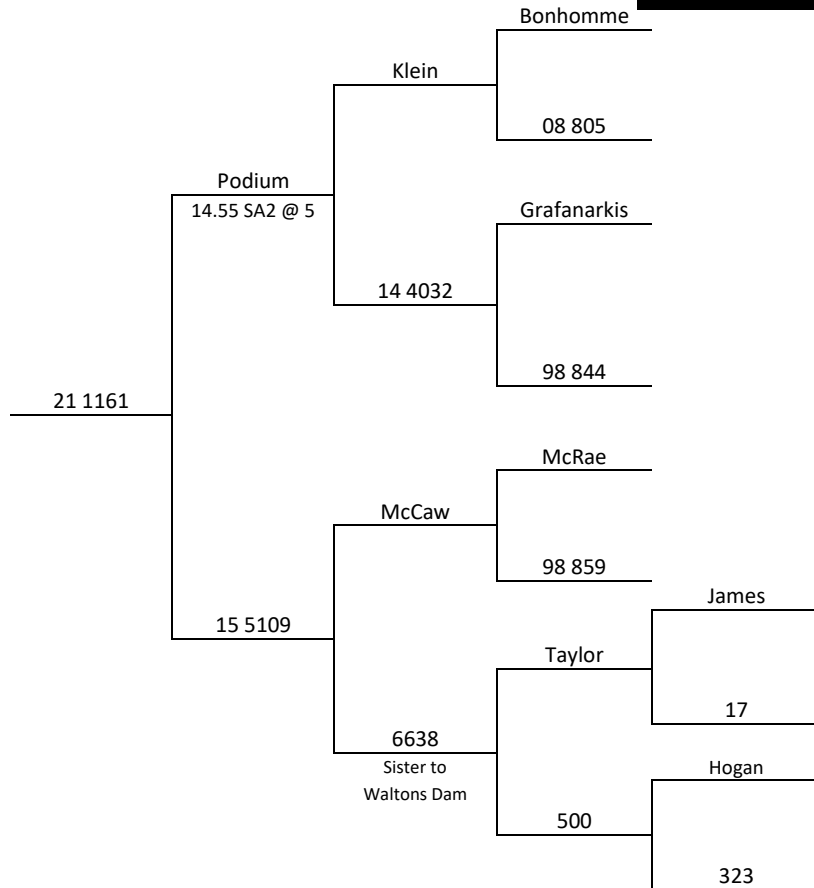 Bonhomme
Klein
08 805
Podium
14.55 SA2 @ 5
Grafanarkis
14 4032
98 844
21 1161
McRae
McCaw
98 859
James
15 5109
Taylor
17
6638
Sister to
Waltons Dam
Hogan
500
323